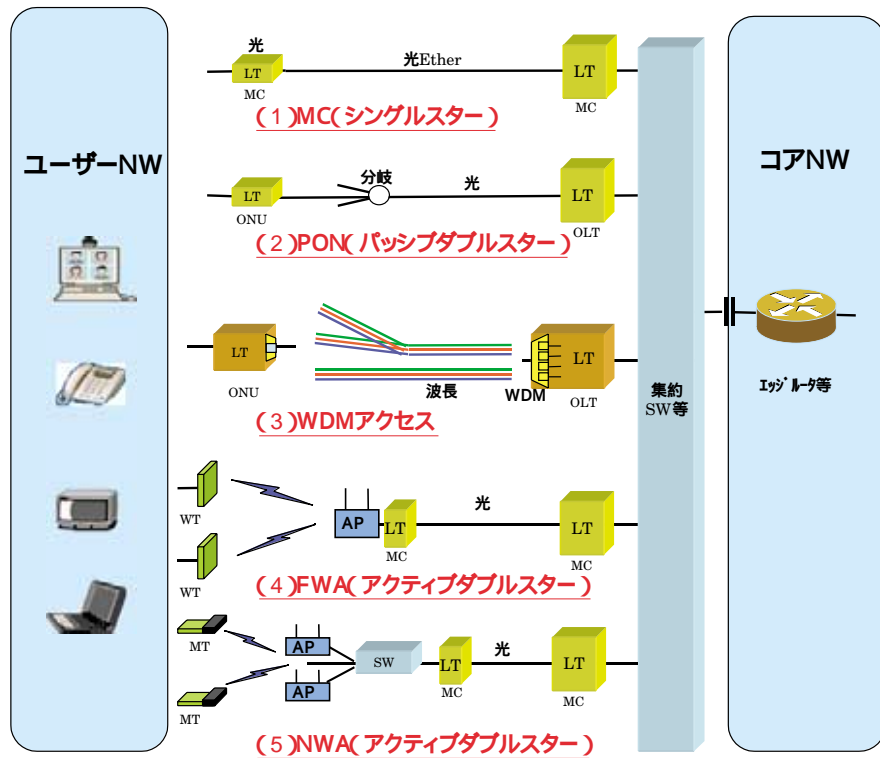 ユーザーNW
光
LT
MC
光Ether
LT
MC
(1)MC(シングルスター)
LT
ONU
分岐
光
LT
OLT
(2)PON(パッシブダブルスター)
LT
ONU
波長
WDM
LT
OLT
(3)WDMアクセス
WT
WT
AP
LT
MC
光
LT
MC
(4)FWA(アクティブダブルスター)
MT
MT
AP
AP
SW
LT
MC
光
LT
MC
(5)NWA(アクティブダブルスター)
集約
SW等
コアNW
エッジルータ等